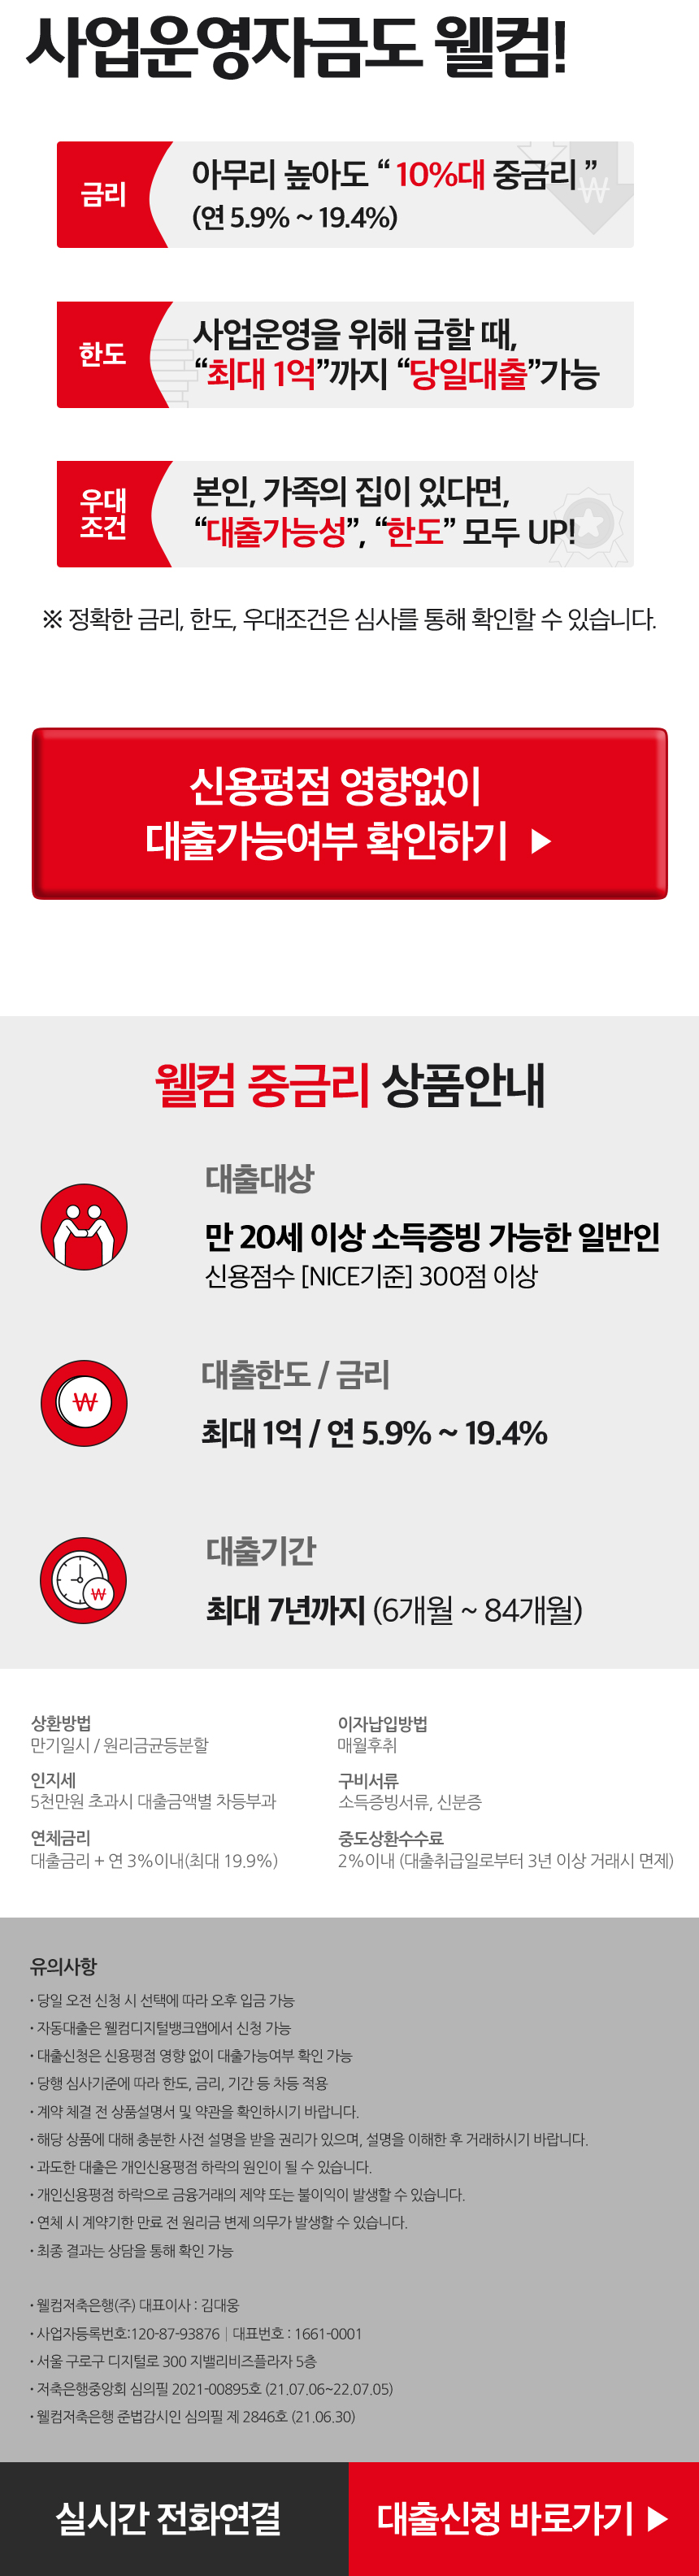 사업운영자금도 웰컴!
금리
아무리 높아도 “ 10%대 중금리 ”
(연 5.9% ~ 19.4%)
한도
사업운영을 위해 급할 때,
“최대 1억”까지 “당일대출”가능
우대
조건
본인, 가족의 집이 있다면,
“대출가능성”, “한도” 모두 UP!
※ 정확한 금리, 한도, 우대조건은 심사를 통해 확인할 수 있습니다.
신용평점 영향없이
대출가능여부 확인하기 ▶
웰컴 중금리 상품안내
대출대상
만 20세 이상 소득증빙 가능한 일반인
신용점수 [NICE기준] 300점 이상
대출한도 / 금리
최대 1억 / 연 5.9% ~ 19.4%
대출기간
최대 7년까지 (6개월 ~ 84개월)
상환방법
만기일시 / 원리금균등분할
이자납입방법
매월후취
인지세
5천만원 초과시 대출금액별 차등부과
구비서류
소득증빙서류, 신분증
연체금리
대출금리 + 연 3%이내(최대 19.9%)
중도상환수수료
2%이내 (대출취급일로부터 3년 이상 거래시 면제)
유의사항
• 당일 오전 신청 시 선택에 따라 오후 입금 가능
• 자동대출은 웰컴디지털뱅크앱에서 신청 가능
• 대출신청은 신용평점 영향 없이 대출가능여부 확인 가능
• 당행 심사기준에 따라 한도, 금리, 기간 등 차등 적용
• 계약 체결 전 상품설명서 및 약관을 확인하시기 바랍니다.
• 해당 상품에 대해 충분한 사전 설명을 받을 권리가 있으며, 설명을 이해한 후 거래하시기 바랍니다.
• 과도한 대출은 개인신용평점 하락의 원인이 될 수 있습니다.
• 개인신용평점 하락으로 금융거래의 제약 또는 불이익이 발생할 수 있습니다.
• 연체 시 계약기한 만료 전 원리금 변제 의무가 발생할 수 있습니다.
• 최종 결과는 상담을 통해 확인 가능
• 웰컴저축은행(주) 대표이사 : 김대웅
• 사업자등록번호:120-87-93876 | 대표번호 : 1661-0001
• 서울 구로구 디지털로 300 지밸리비즈플라자 5층
• 저축은행중앙회 심의필 2021-00895호 (21.07.06~22.07.05)
• 웰컴저축은행 준법감시인 심의필 제 2846호 (21.06.30)
실시간 전화연결
대출신청 바로가기 ▶